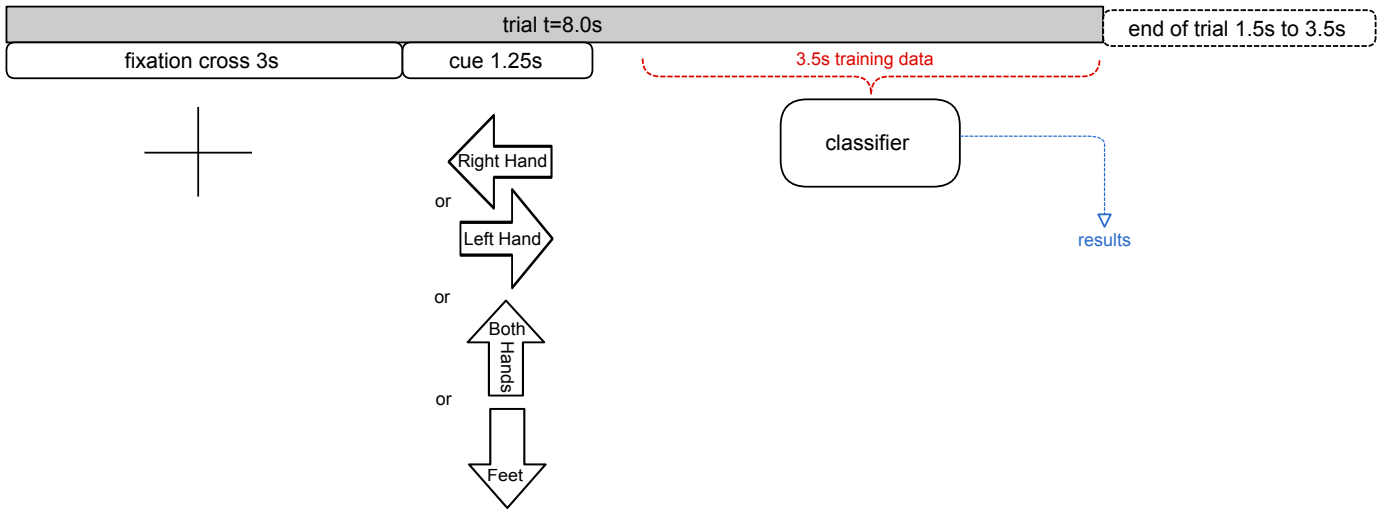 trial t=8.0s
end of trial 1.5s to 3.5s
fixation cross 3s
cue 1.25s
3.5s training data
classifier
Right Hand
or
Left Hand
results
or
Both
Hands
or
Feet